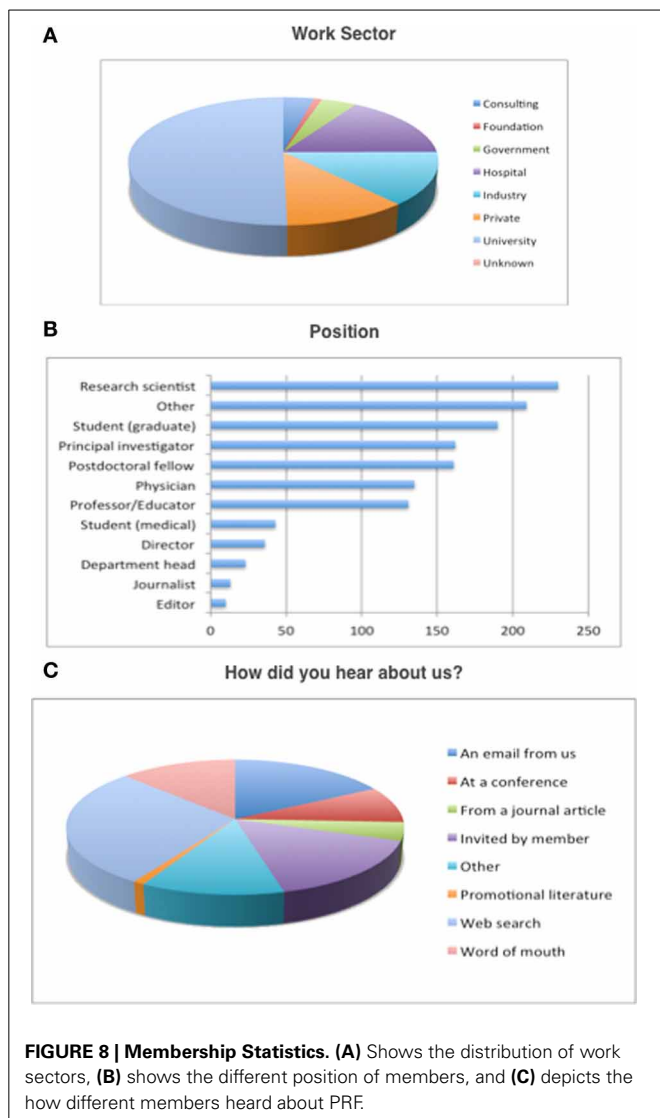 A
Work Sector
Consulting
Foundation
Government
Hospital
Industry
Private
University
Unknown
B
Position
Research scientist
Other
Student (graduate)
Principal investigator
Postdoctoral fellow
Physician
Professor/Educator
Student (medical)
Director
Department head
Journalist
Editor
0 50 100 150 200 250
C
How did you hear about us?
An email from us
At a conference
From a journal article
Invited by member
Other
Promotional literature
Web search
Word of mouth
FIGURE 8 | Membership Statistics. (A) Shows the distribution of work
sectors, (B) shows the different position of members, and (C) depicts the
how different members heard about PRF.